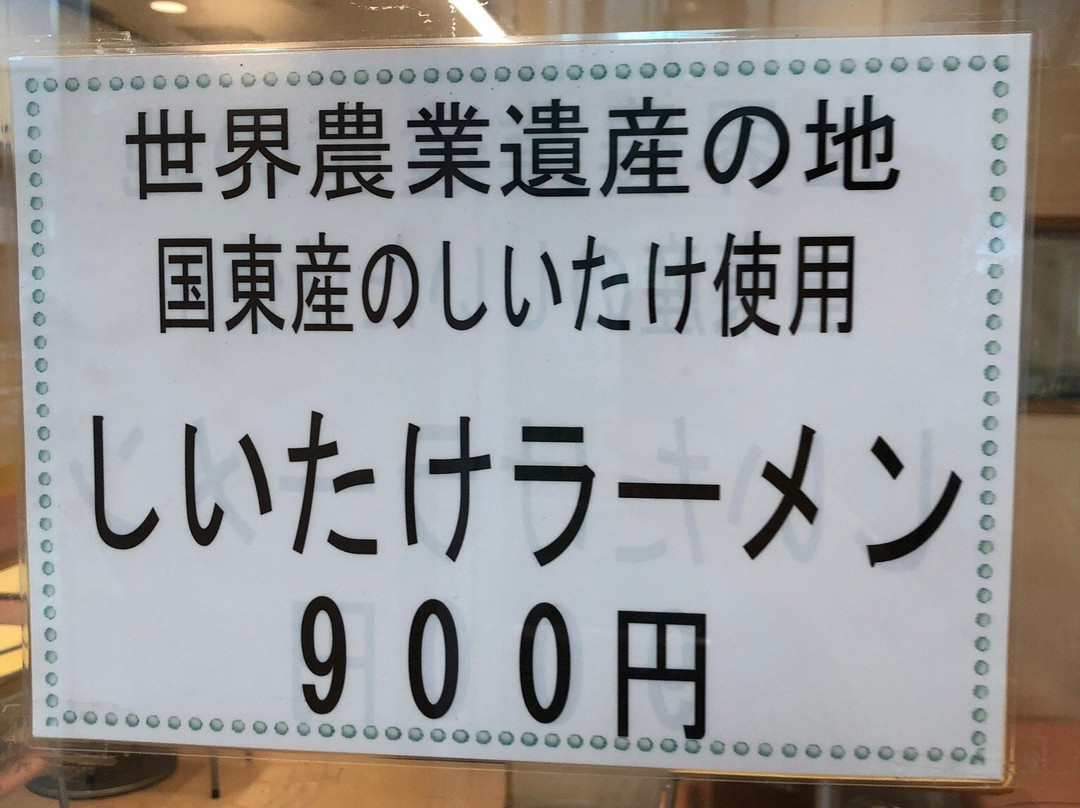 世界農業遺産の地
国東産のしいたけ使用
しいたけラーメン
９００円